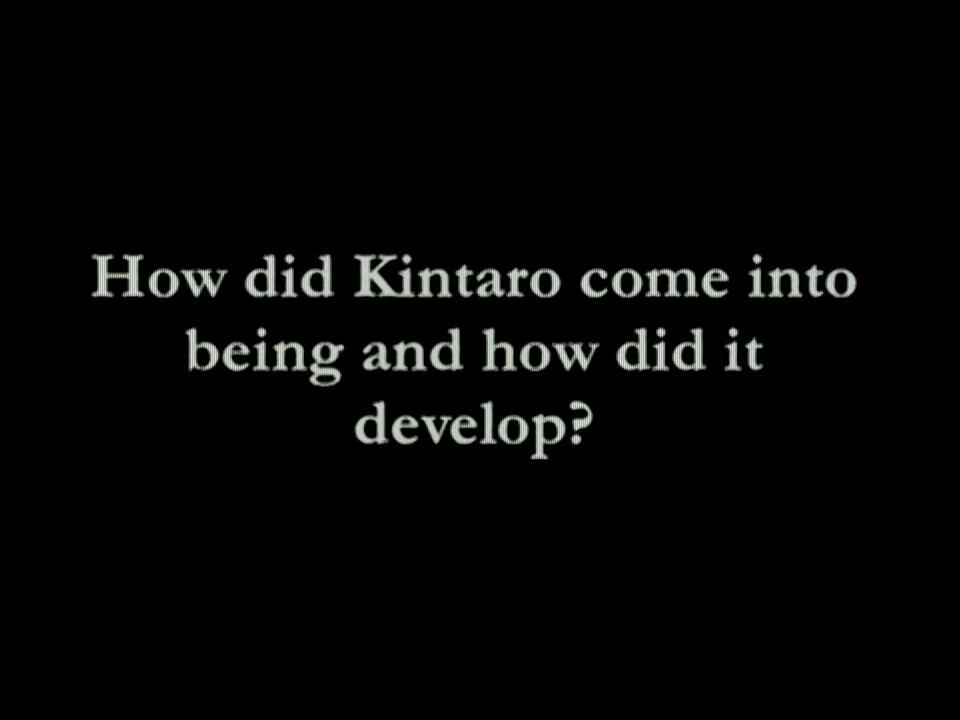 How did Kintaro come into
being and how did it
develop?